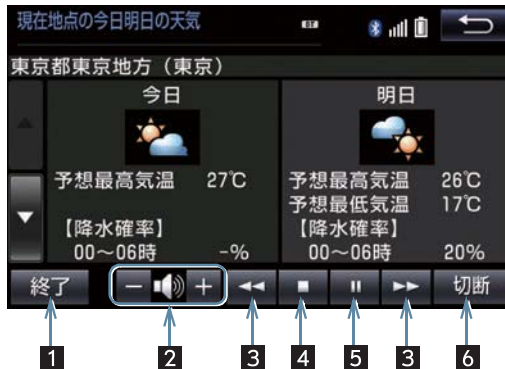 現在地点の今日明日の天気
BT
東京都東京地方（東京）
今日
明日
予想最高気温 27℃
【降水確率】
00～06時 -%
予想最高気温 26℃
予想最低気温 17℃
【降水確率】
00～06時 20%
終了
切断
1 2 3 4 5 3 6